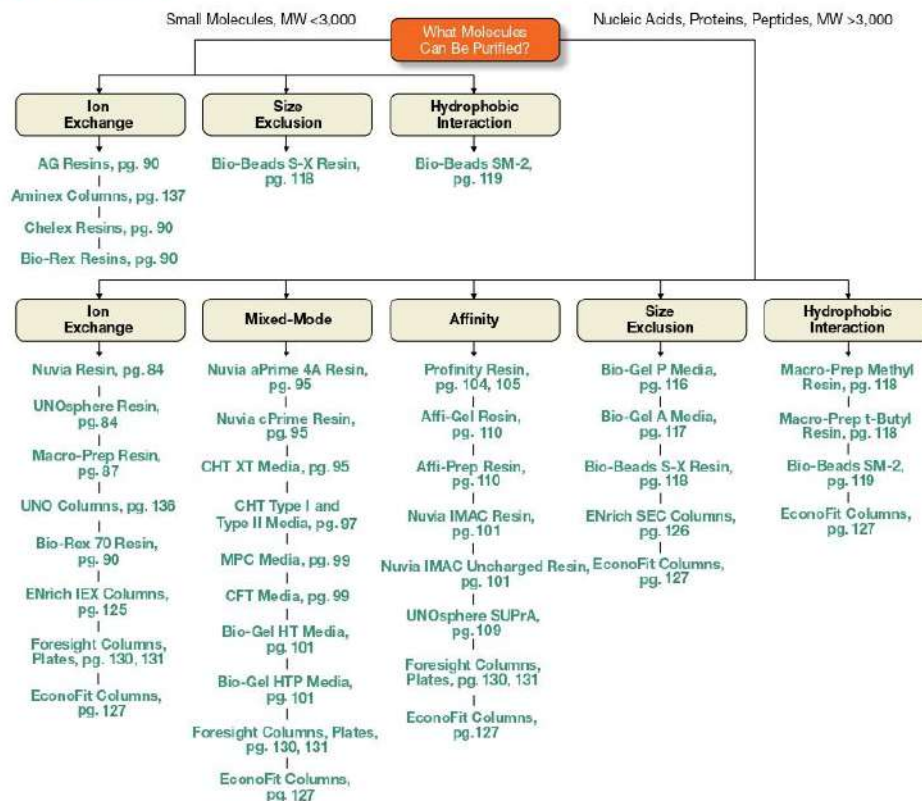 Small Molecules, MW <3,000
Nucleic Acids, Proteins, Peptides, MW >3,000
What Molecules
Can Be Purified?
Ion
Exchange
AG Resins, pg. 90
Aminex Columns, pg. 137
Chelex Resins, pg. 90
Bio-Rex Resins, pg. 90
Size
Exclusion
Bio-Beads S-X Resin,
pg. 118
Hydrophobic
Interaction
Bio-Beads SM-2,
pg. 119
Ion
Exchange
Nuvia Resin, pg. 84
UNOsphere Resin,
pg. 84
Macro-Prep Resin,
pg. 87
UNO Columns, pg. 136
Bio-Rex 70 Resin,
pg. 90
ENrich IEX Columns,
pg. 125
Foresight Columns,
Plates, pg. 130, 131
EconoFit Columns,
pg. 127
Mixed-Mode
Nuvia aPrime 4A Resin,
pg. 95
Nuvia cPrime Resin,
pg. 95
CHT XT Media, pg. 95
CHT Type I and
Type II Media, pg. 97
MPC Media, pg. 99
CFT Media, pg. 99
Bio-Gel HT Media,
pg. 101
Bio-Gel HTP Media,
pg. 101
Foresight Columns, Plates,
pg. 130, 131
EconoFit Columns,
pg. 127
Affinity
Profinity Resin,
pg. 104, 105
Affi-Gel Resin,
pg. 110
Affi-Prep Resin,
pg. 110
Nuvia IMAC Resin,
pg. 101
Nuvia IMAC Uncharged Resin,
pg. 101
UNOsphere SUPrA,
pg. 109
Foresight Columns,
Plates, pg. 130, 131
EconoFit Columns,
pg.127
Size
Exclusion
Bio-Gel P Media,
pg. 116
Bio-Gel A Media,
pg. 117
Bio-Beads S-X Resin,
pg. 118
ENrich SEC Columns,
pg. 126
EconoFit Columns,
pg. 127
Hydrophobic
Interaction
Macro-Prep Methyl
Resin, pg. 118
Macro-Prep t-Butyl
Resin, pg. 118
Bio-Beads SM-2,
pg. 119
EconoFit Columns,
pg. 127